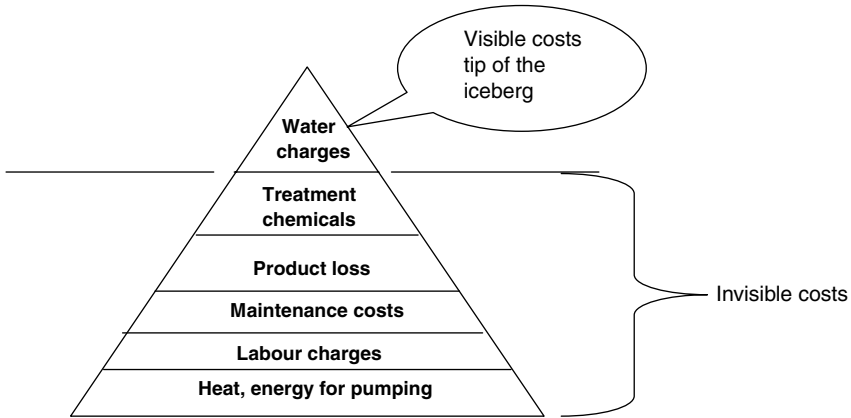 Visible costs
tip of the
iceberg
Water
charges
Treatment
chemicals
Product loss
Maintenance costs
Labour charges
Heat, energy for pumping
Invisible costs